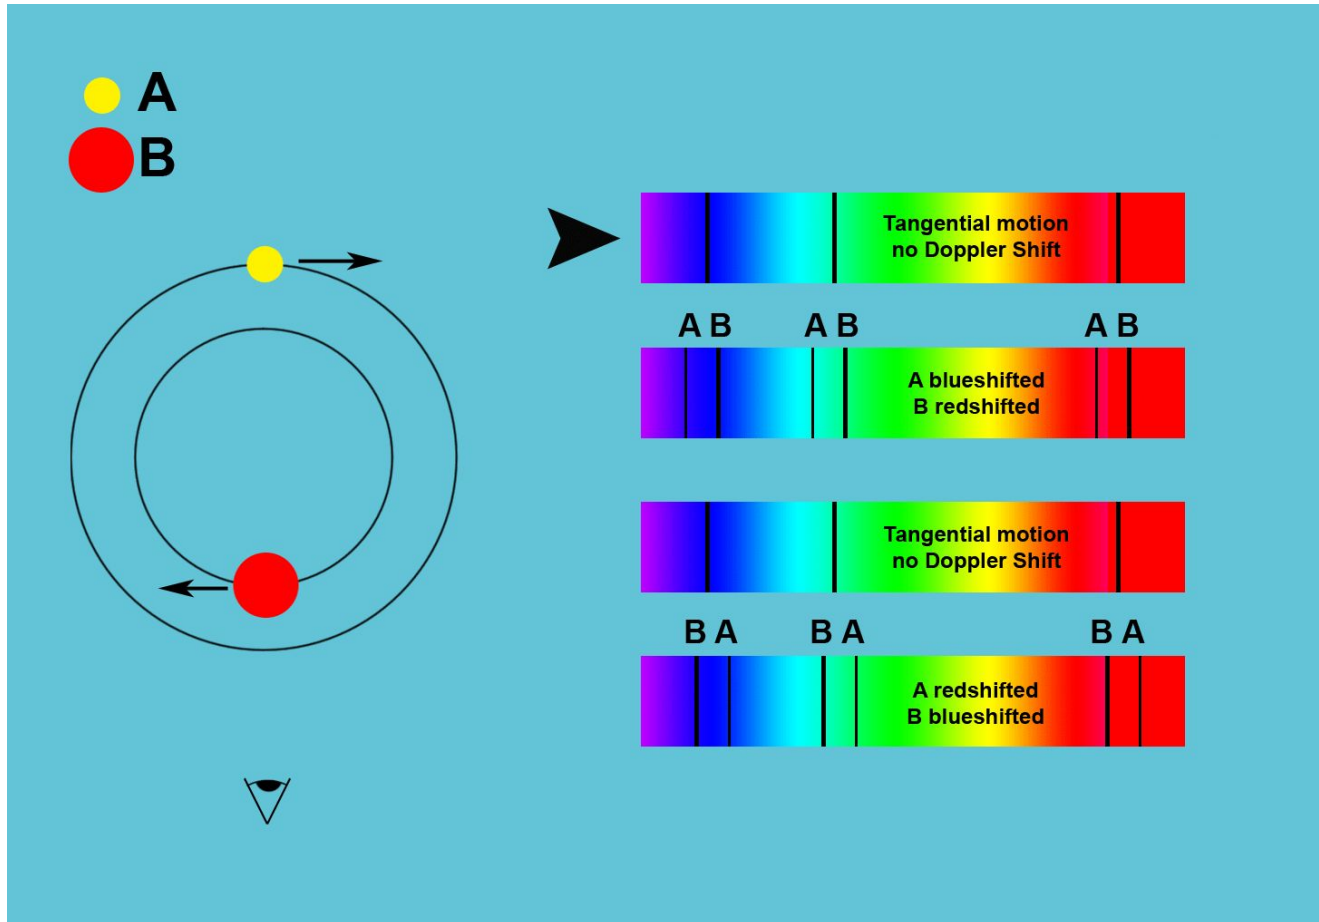 A
B
Tangential motion
no Doppler Shift
A B A B A B
A blueshifted
B redshifted
Tangential motion
no Doppler Shift
B A B A B A
A redshifted
B blueshifted